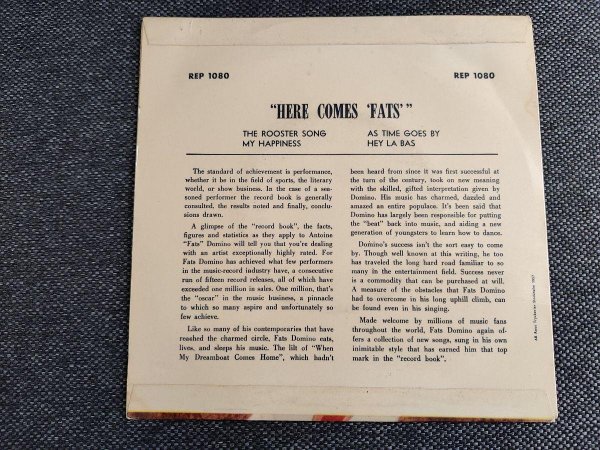 REP 1080
REP 1080
"HERE COMES 'FATS'"
THE ROOSTER SONG
MY HAPPINESS
AS TIME GOES BY
HEY LA BAS
The standard of achievement is performance,
whether it be in the field of sports, the literary
world, or show business. In the case of a sea-
soned performer the record book is generally
consulted, the results noted and finally, conclu-
sions drawn.
A glimpse of the "record book", the facts,
figures and statistics as they apply to Antoine
"Fats" Domino will tell you that you're dealing
with an artist exceptionally highly rated. For
Fats Domino has achieved what few performers
in the music-record industry have, a consecutive
run of fifteen record releases, all of which have
exceeded one million in sales. One million, that's
the "oscar" in the music business, a pinnacle
to which so many aspire and unfortunately so
few achieve.
Like so many of his contemporaries that have
reached the charmed circle, Fats Domino eats,
lives, and sleeps his music. The lilt of "When
My Dreamboat Comes Home", which hadn't
been heard from since it was first successful at
the turn of the century, took on new meaning
with the skilled, gifted interpretation given by
Domino. His music has charmed, dazzled and
amazed an entire populace. It's been said that
Domino has largely been responsible for putting
the "beat" back into music, and aiding a new
generation of youngsters to learn how to dance.
Domino's success isn't the sort easy to come
by. Though well known at this writing, he too
has traveled the long hard road familiar to so
many in the entertainment field. Success never
is a commodity that can be purchased at will.
A measure of the obstacles that Fats Domino
had to overcome in his long uphill climb, can
be found even in his singing.
Made welcome by millions of music fans
throughout the world, Fats Domino again of-
fers a collection of new songs, sung in his own
inimitable style that has earned him that top
mark in the "record book".